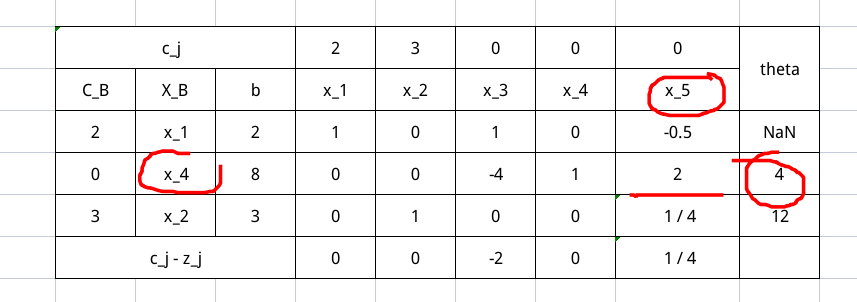 c_j 2 3 0 0 0 theta
C_B X_B b x_1 x_2 x_3 x_4 x_5
2 x_1 2 1 0 1 0 -0.5 NaN
0 x_4 8 0 0 -4 1 2 4
3 x_2 3 0 1 0 0 1 / 4 12
c_j - z_j 0 0 -2 0 1 / 4